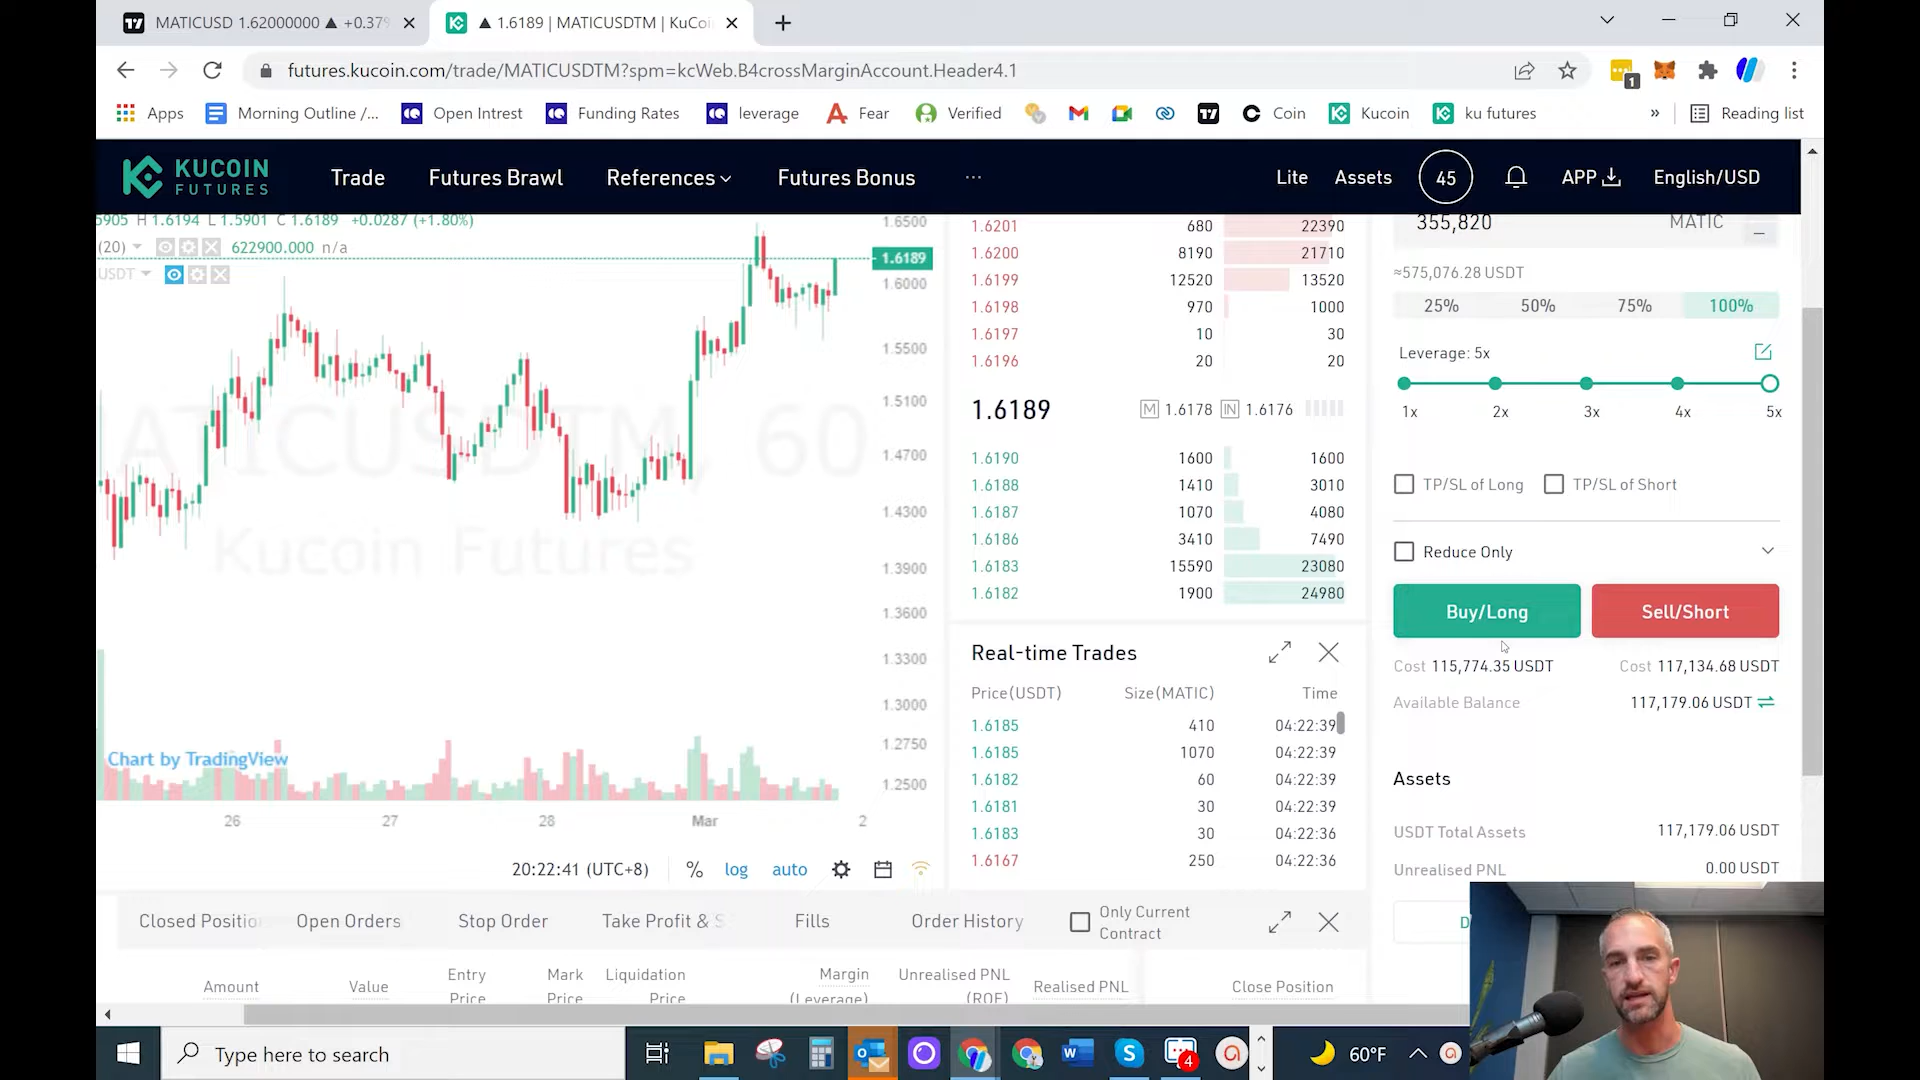 MATICUSD 1.62000000 ▲ +0.37%
▲ 1.6189 | MATICUSDTM | KuCoi
futures.kucoin.com/trade/MATICUSDTM?spm=kcWeb.B4crossMarginAccount.Header4.1
1
Apps
Morning Outline /...
Open Intrest
Funding Rates
leverage
Fear
Verified
Coin
Kucoin
ku futures
»
Reading list
KUCOIN
FUTURES
Trade
Futures Brawl
References
Futures Bonus
...
Lite
Assets
45
APP
English/USD
5905 H 1.6194 L 1.5901 C 1.6189 +0.0287 (+1.80%)
(20)
622900.000 n/a
USDT
MATICUSDTM, 60
Kucoin Futures
1.6500
1.6189
1.6000
1.5500
1.5100
1.4700
1.4300
1.3900
1.3600
1.3300
1.3000
1.2750
1.2500
Chart by TradingView
26
27
28
Mar
2
20:22:41 (UTC+8)
%
log
auto
1.6201 680 22390
1.6200 8190 21710
1.6199 12520 13520
1.6198 970 1000
1.6197 10 30
1.6196 20 20
1.6189
M 1.6178 IN 1.6176
1.6190 1600 1600
1.6188 1410 3010
1.6187 1070 4080
1.6186 3410 7490
1.6183 15590 23080
1.6182 1900 24980
Real-time Trades
Price(USDT) Size(MATIC) Time
1.6185 410 04:22:39
1.6185 1070 04:22:39
1.6182 60 04:22:39
1.6181 30 04:22:39
1.6183 30 04:22:36
1.6167 250 04:22:36
355,820 MATIC
≈575,076.28 USDT
25% 50% 75% 100%
Leverage: 5x
1x 2x 3x 4x 5x
TP/SL of Long
TP/SL of Short
Reduce Only
Buy/Long
Sell/Short
Cost 115,774.35 USDT
Cost 117,134.68 USDT
Available Balance
117,179.06 USDT
Assets
USDT Total Assets
117,179.06 USDT
Unrealised PNL
0.00 USDT
D
Closed Positio
Open Orders
Stop Order
Take Profit & S
Fills
Order History
Only Current
Contract
Amount
Value
Entry
Price
Mark
Price
Liquidation
Price
Margin
(Leverage)
Unrealised PNL
(ROE)
Realised PNL
Close Position
Type here to search
4
60°F